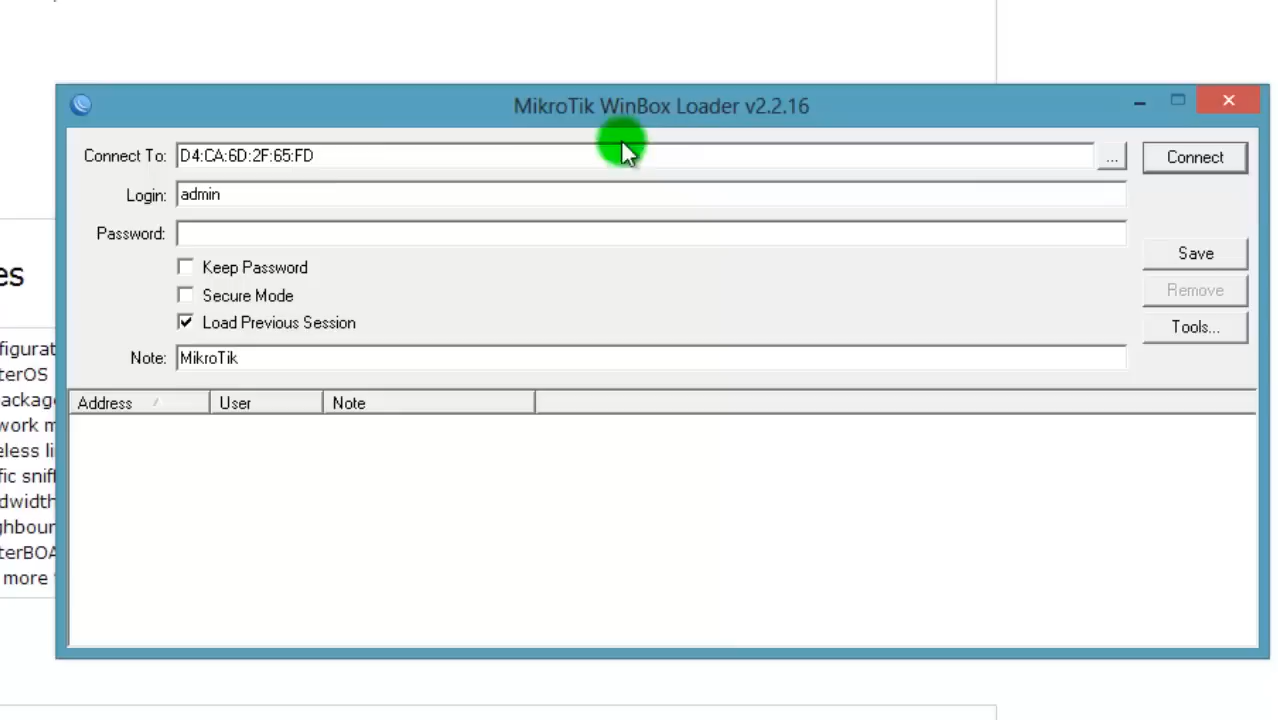 MikroTik WinBox Loader v2.2.16
Connect To: D4:CA:6D:2F:65:FD ... Connect
Login: admin
Password:
Keep Password
Save
Secure Mode
Remove
Load Previous Session
Tools...
Note: MikroTik
Address User Note
es
figurat
terOS
ackage
work m
eless li
fic sniff
dwidth
ghbour
terBOA
more